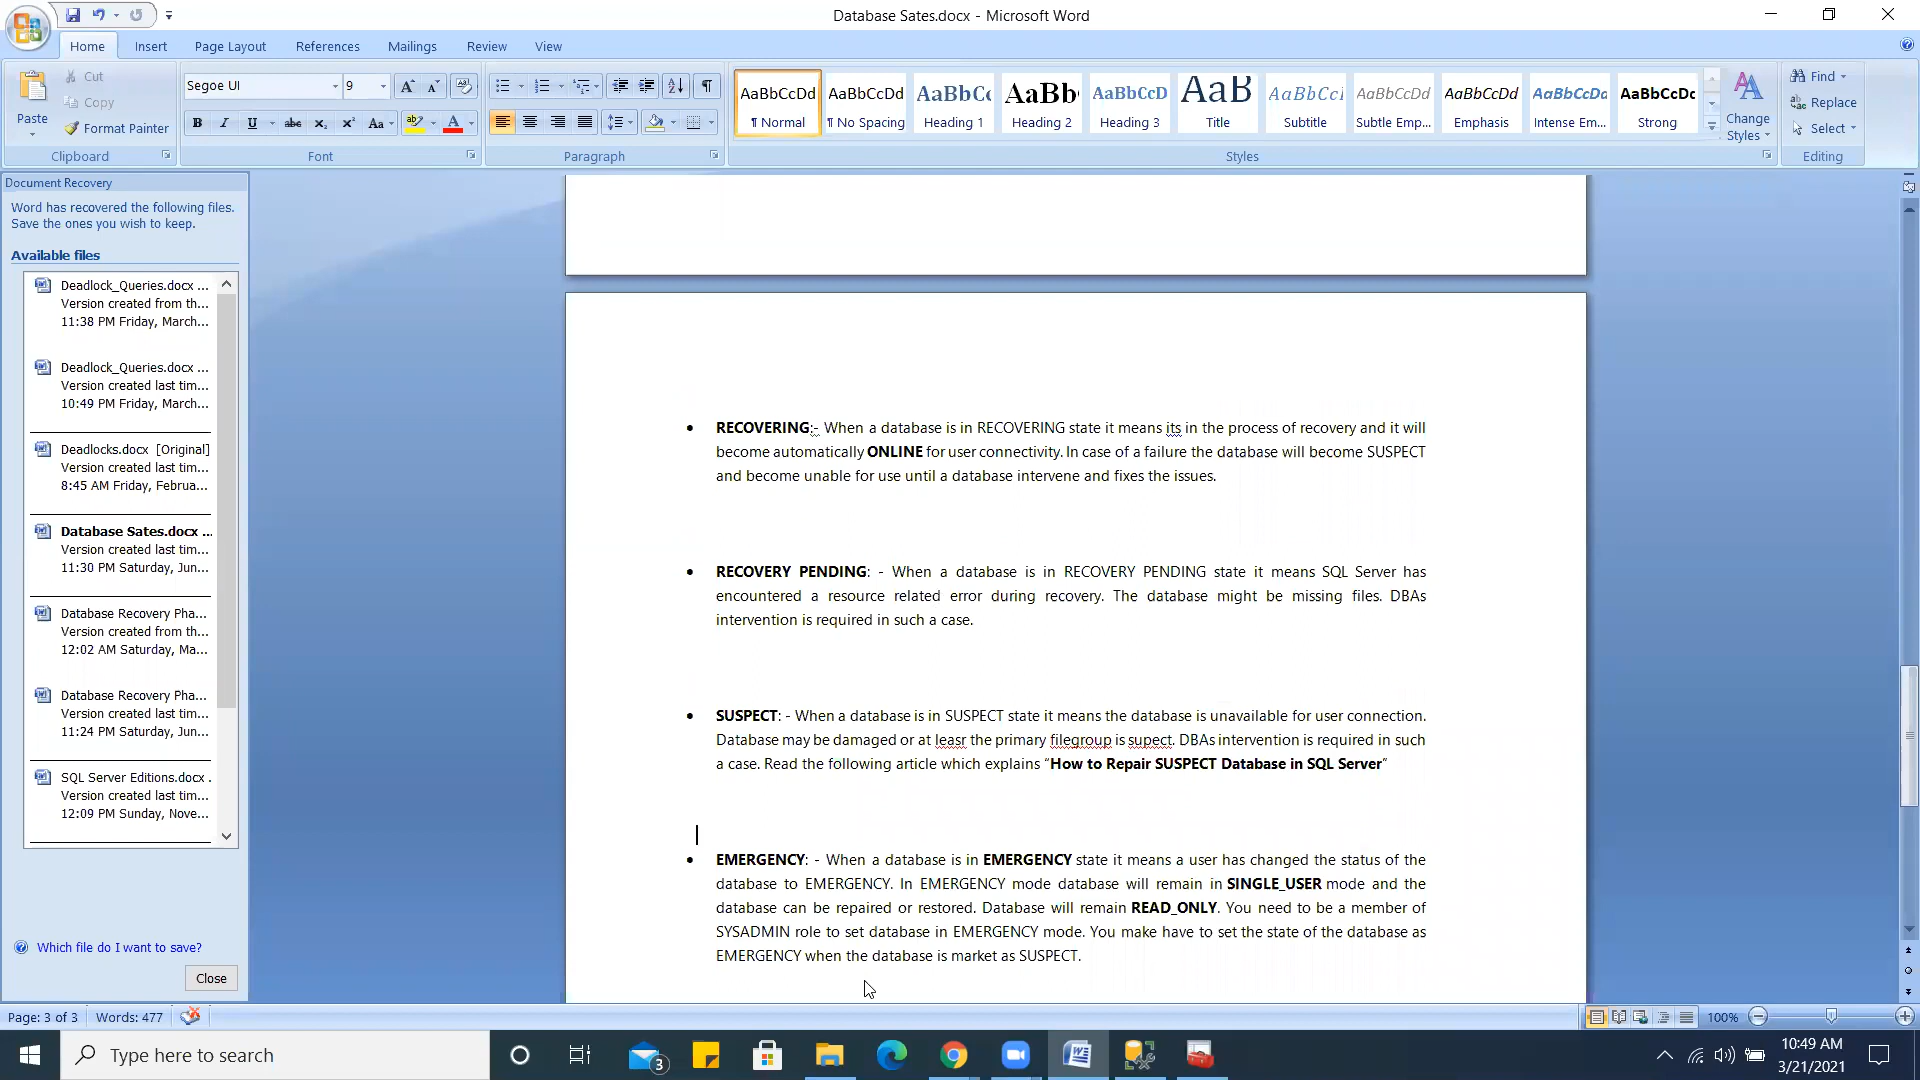 Database Sates.docx - Microsoft Word
Home Insert Page Layout References Mailings Review View
Paste
Cut
Copy
Format Painter
Clipboard
Segoe UI 9
Font
Paragraph
AaBbCcDd AaBbCcDd AaBbCc AaBb AaBbCcD AaB AaBbCcI AaBbCcDd AaBbCcDd AaBbCcDd AaBbCcDc
¶ Normal ¶ No Spacing Heading 1 Heading 2 Heading 3 Title Subtitle Subtle Emp... Emphasis Intense Em... Strong
Change
Styles
Styles
Find
Replace
Select
Editing
Document Recovery
Word has recovered the following files.
Save the ones you wish to keep.
Available files
Deadlock_Queries.docx ...
Version created from th...
11:38 PM Friday, March...
Deadlock_Queries.docx ...
Version created last tim...
10:49 PM Friday, March...
Deadlocks.docx [Original]
Version created last tim...
8:45 AM Friday, Februa...
Database Sates.docx ...
Version created last tim...
11:30 PM Saturday, Jun...
Database Recovery Pha...
Version created from th...
12:02 AM Saturday, Ma...
Database Recovery Pha...
Version created last tim...
11:24 PM Saturday, Jun...
SQL Server Editions.docx .
Version created last tim...
12:09 PM Sunday, Nove...
Which file do I want to save?
Close
• RECOVERING:- When a database is in RECOVERING state it means its in the process of recovery and it will
become automatically ONLINE for user connectivity. In case of a failure the database will become SUSPECT
and become unable for use until a database intervene and fixes the issues.
• RECOVERY PENDING: - When a database is in RECOVERY PENDING state it means SQL Server has
encountered a resource related error during recovery. The database might be missing files. DBAs
intervention is required in such a case.
• SUSPECT: - When a database is in SUSPECT state it means the database is unavailable for user connection.
Database may be damaged or at leasr the primary filegroup is supect. DBAs intervention is required in such
a case. Read the following article which explains “How to Repair SUSPECT Database in SQL Server”
• EMERGENCY: - When a database is in EMERGENCY state it means a user has changed the status of the
database to EMERGENCY. In EMERGENCY mode database will remain in SINGLE_USER mode and the
database can be repaired or restored. Database will remain READ_ONLY. You need to be a member of
SYSADMIN role to set database in EMERGENCY mode. You make have to set the state of the database as
EMERGENCY when the database is market as SUSPECT.
Page: 3 of 3 Words: 477
100%
Type here to search
3
10:49 AM
3/21/2021